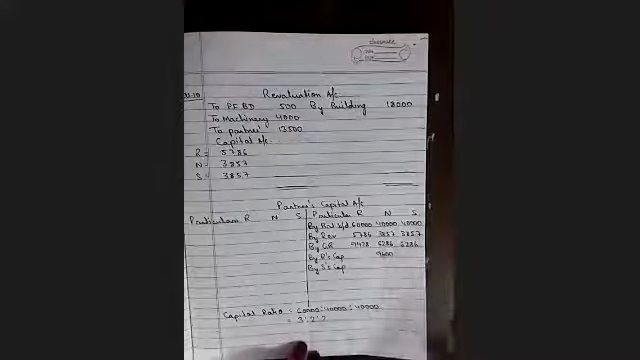 Revaluation A/c
To PFBD 500 By Building 18000
To Machinery 4000
To partner's 13500
Capital A/c.
R = 5786
N = 3857
S = 3857
Partner's Capital A/c
Particulars R N S Particular R N S
By Bal b/d 60000 40000 40000
By Rev 5786 3857 3857
By GR 9428 6286 6286
By R's Cap 9600
By S's Cap
Capital Ratio = 60000 : 40000 : 40000
= 3 : 2 : 2